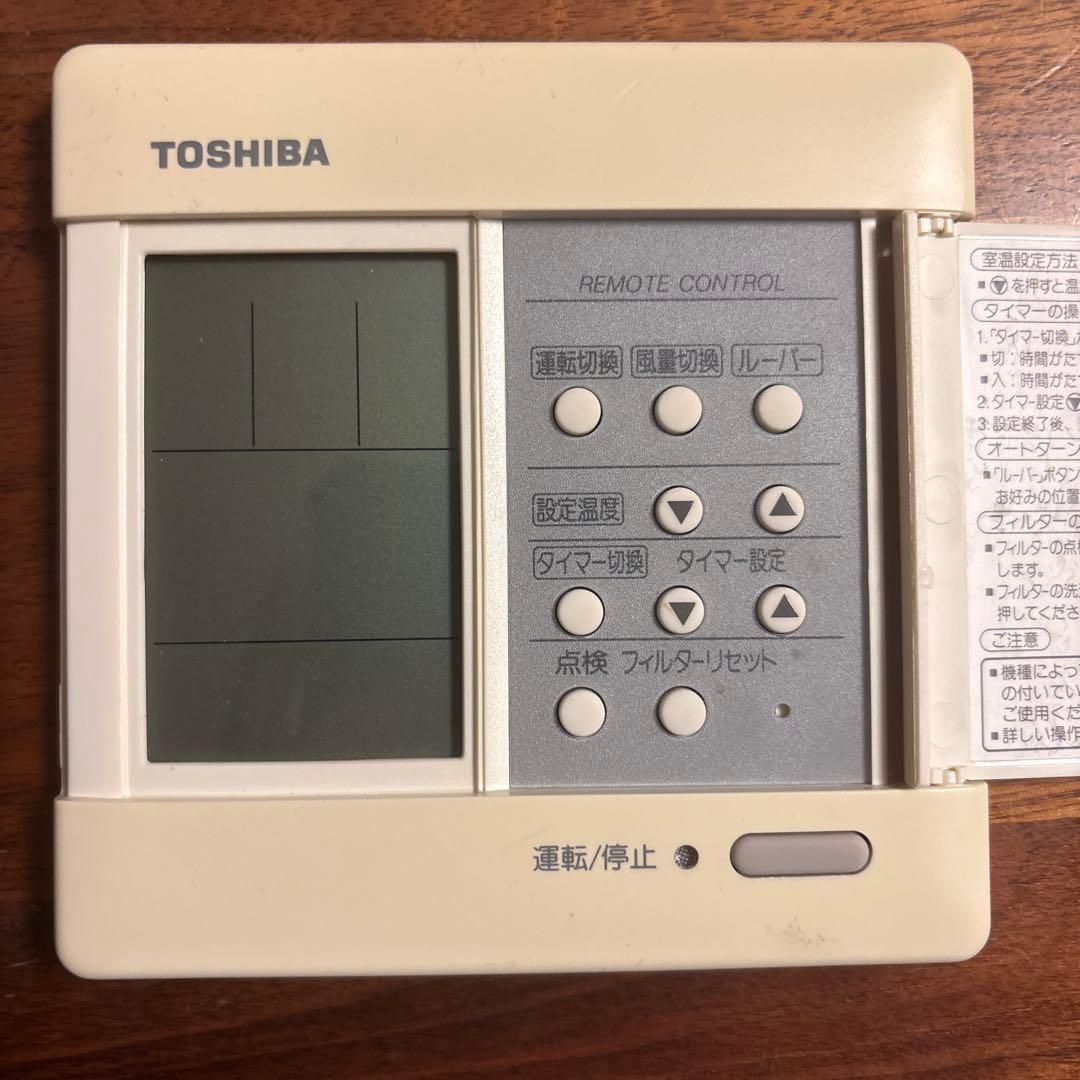 TOSHIBA
REMOTE CONTROL
運転切換 風量切換 ルーバー
設定温度 ▼ ▲
タイマー切換 タイマー設定
▼ ▲
点検 フィルターリセット
運転/停止
室温設定方法
■▼を押すと温
タイマーの操
1.「タイマー切換」
■切：時間がた
■入：時間がた
2.タイマー設定▼
3.設定終了後、
オートターン
■「ルーバー」ボタン
お好みの位置
フィルターの
■フィルターの点検
します。
■フィルターの洗
押してくださ
ご注意
■機種によっ
の付いてい
ご使用くだ
■詳しい操作